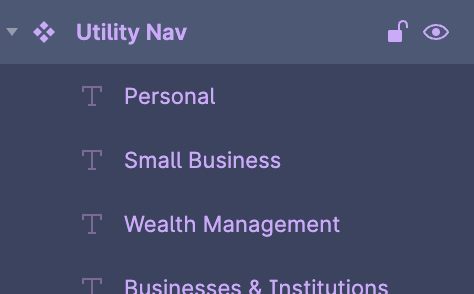 Utility Nav
Personal
Small Business
Wealth Management
Businesses & Institutions